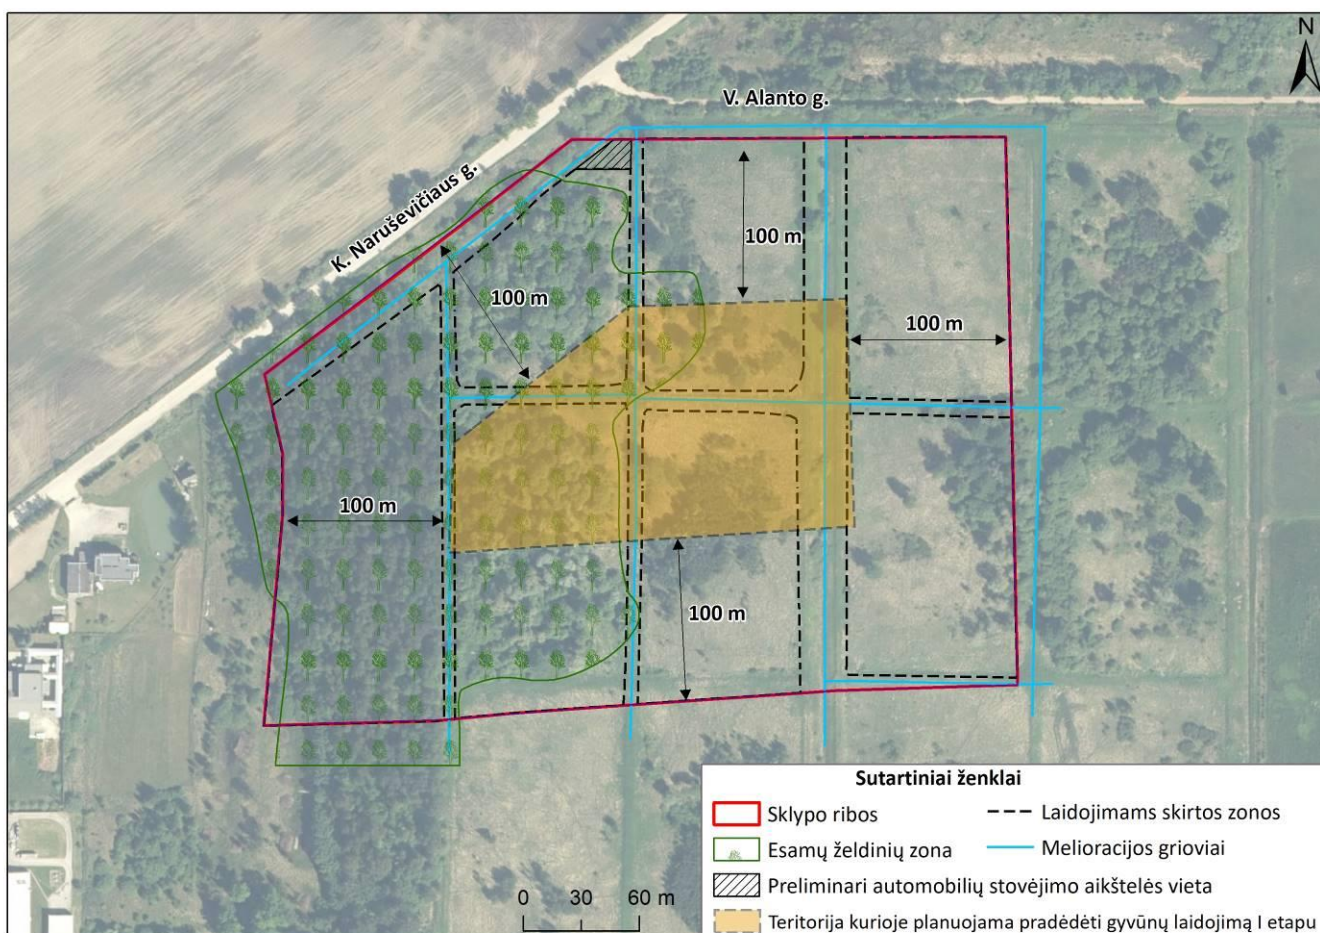 N
V. Alanto g.
K. Naruševičiaus g.
100 m
100 m
100 m
100 m
100 m
Sutartiniai ženklai
Sklypo ribos
Laidojimams skirtos zonos
Esamų želdinių zona
Melioracijos grioviai
Preliminari automobilių stovėjimo aikštelės vieta
Teritorija kurioje planuojama pradėdėti gyvūnų laidojimą I etapu
0 30 60 m